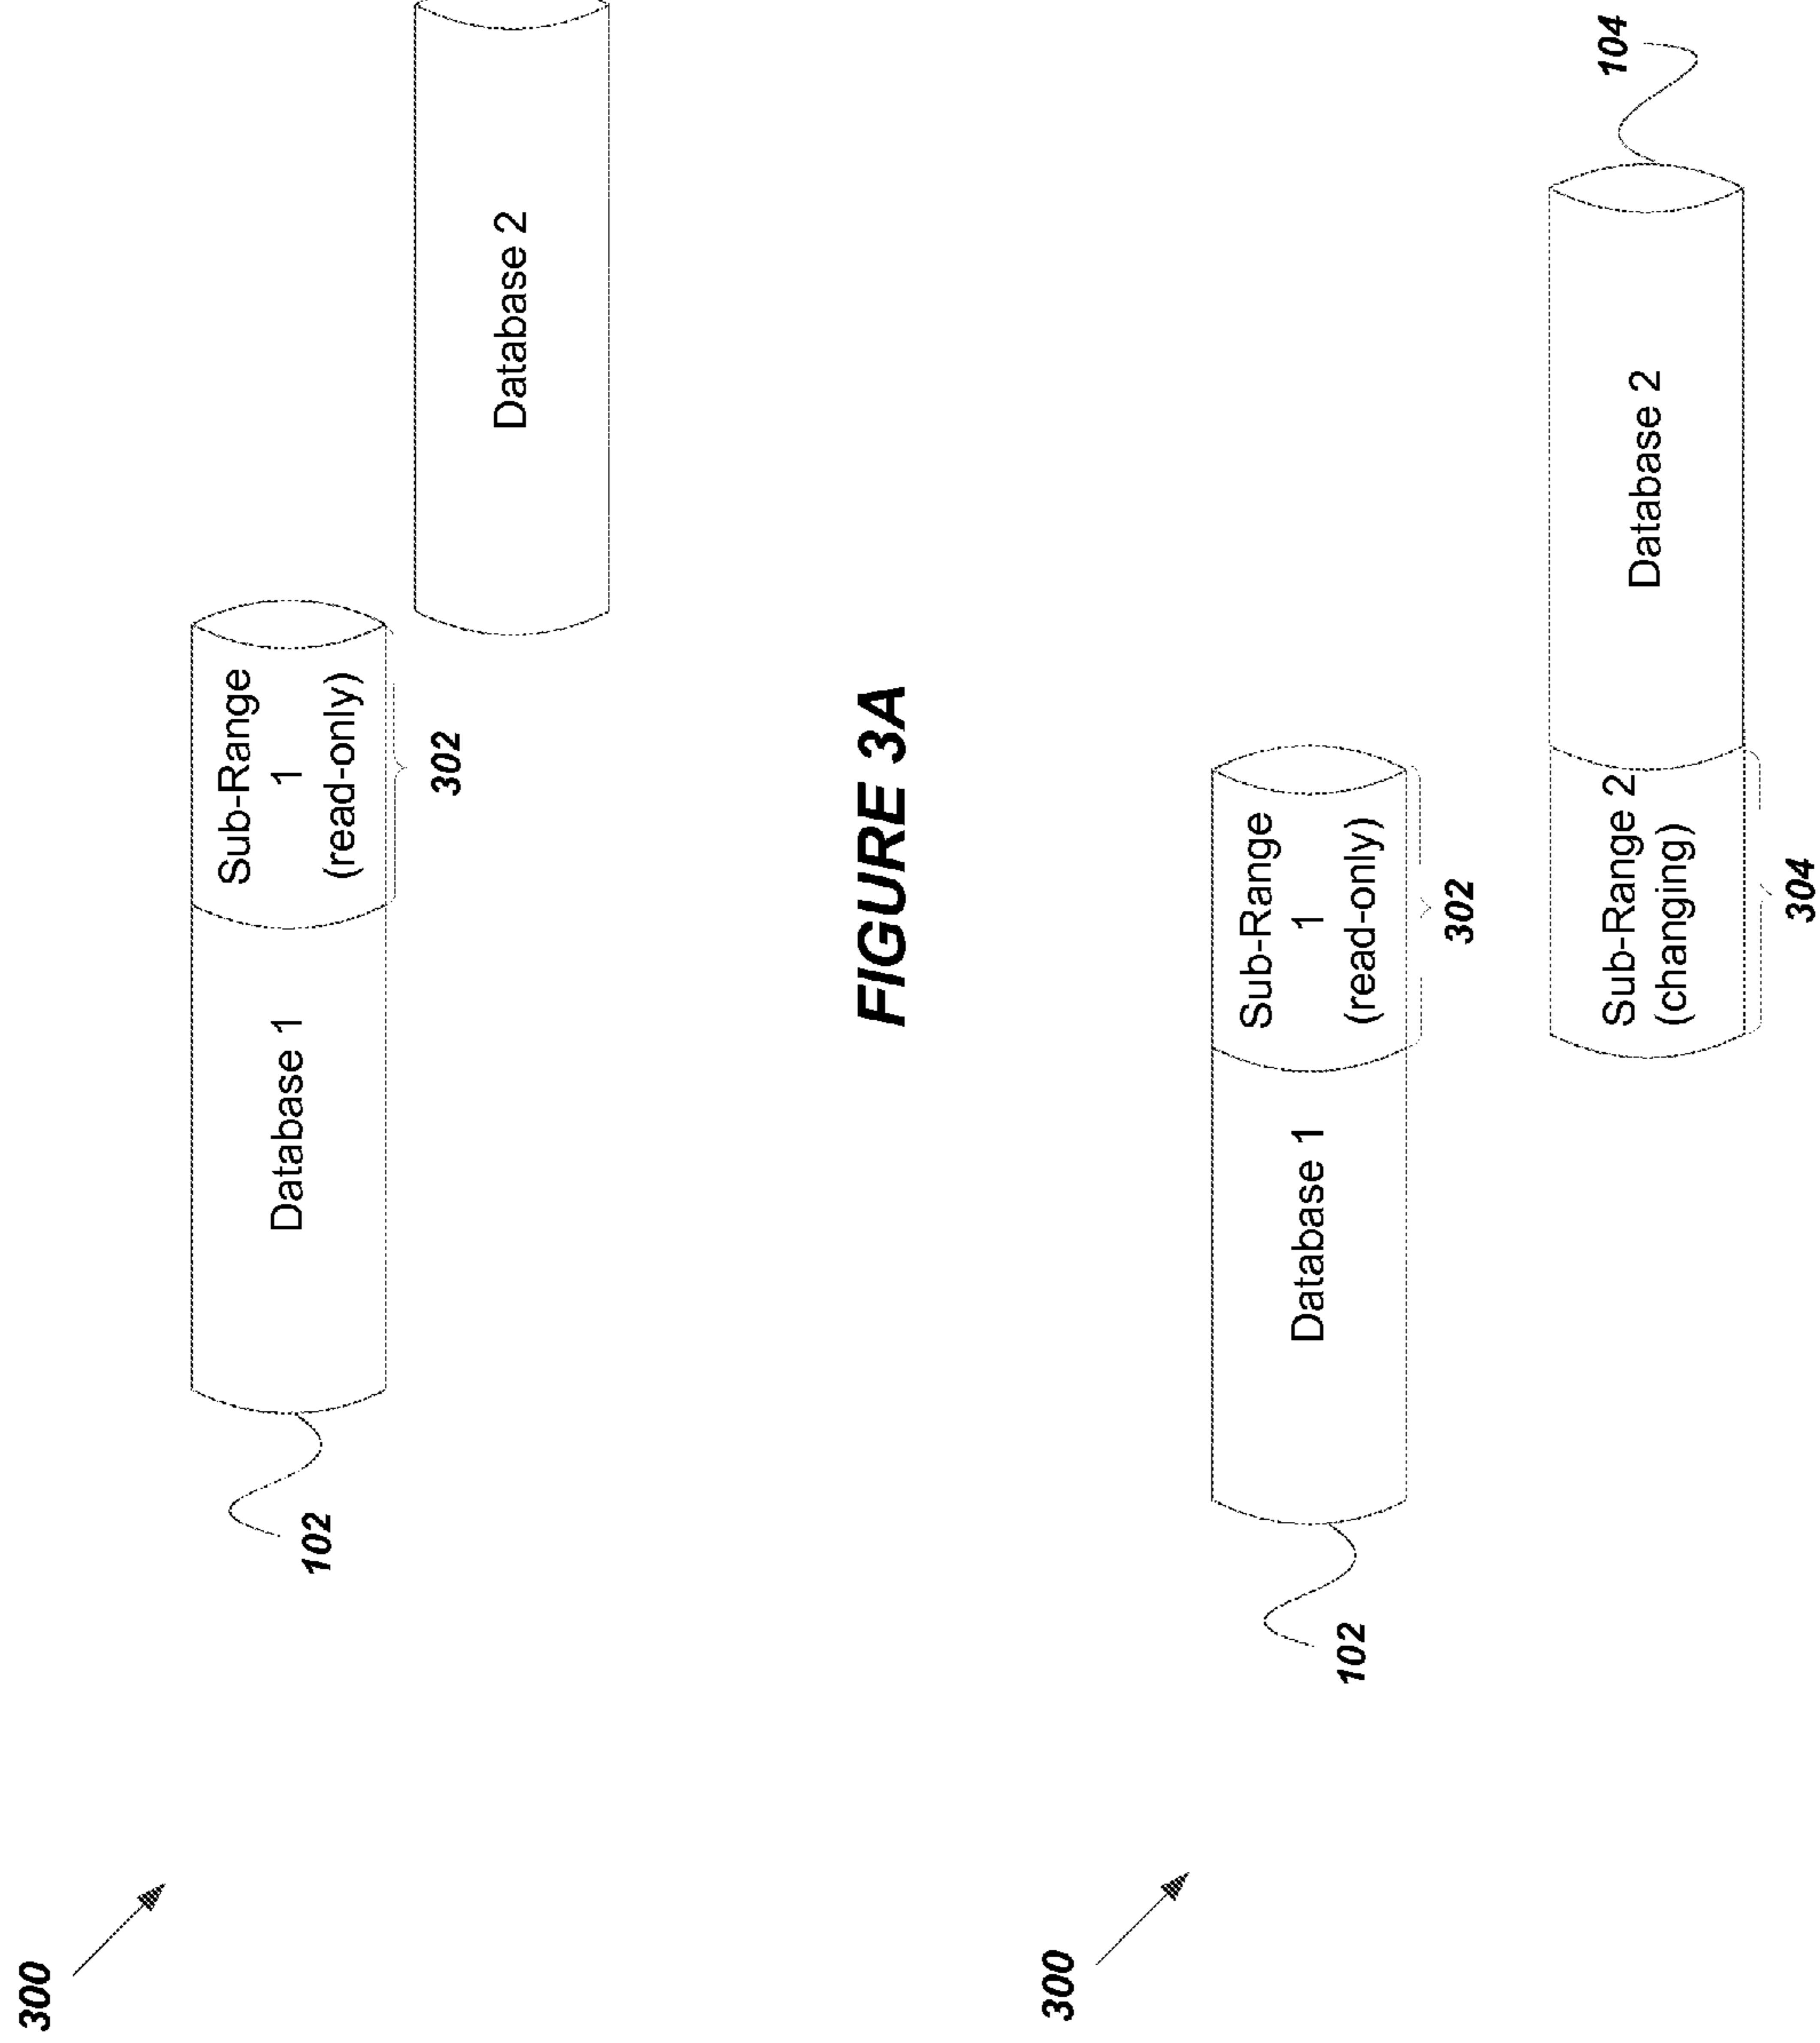 300
102
Database 1
Sub-Range
1
(read-only)
302
Database 2
FIGURE 3A
300
102
Database 1
Sub-Range
1
(read-only)
302
Sub-Range 2
(changing)
304
Database 2
104